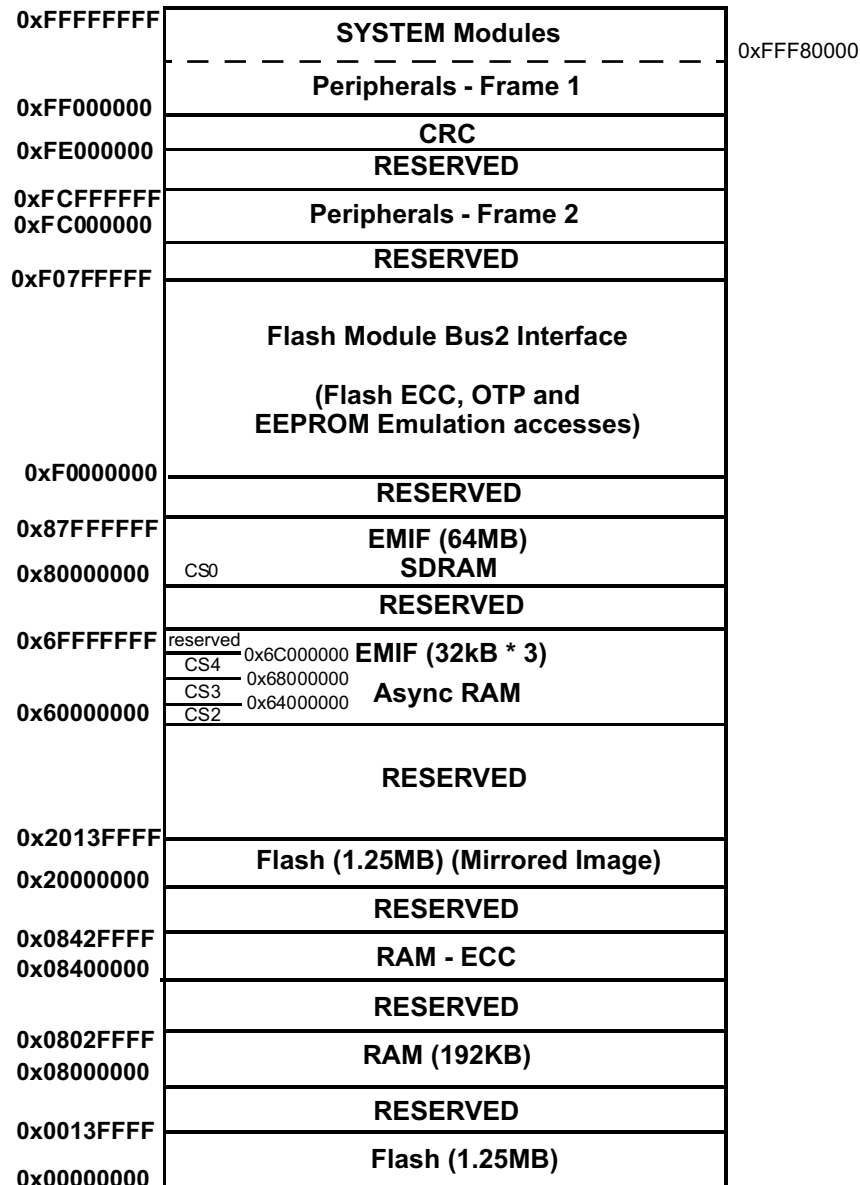 0xFFFFFFFF
SYSTEM Modules
0xFFF80000
Peripherals - Frame 1
0xFF000000
CRC
0xFE000000
RESERVED
0xFCFFFFFF
Peripherals - Frame 2
0xFC000000
RESERVED
0xF07FFFFF
Flash Module Bus2 Interface
(Flash ECC, OTP and
EEPROM Emulation accesses)
0xF0000000
RESERVED
0x87FFFFFF
EMIF (64MB)
0x80000000 CS0 SDRAM
RESERVED
0x6FFFFFFF reserved
0x6C000000 EMIF (32kB * 3)
CS4
0x68000000
CS3 Async RAM
0x64000000
0x60000000 CS2
RESERVED
0x2013FFFF
Flash (1.25MB) (Mirrored Image)
0x20000000
RESERVED
0x0842FFFF
RAM - ECC
0x08400000
RESERVED
0x0802FFFF
RAM (192KB)
0x08000000
RESERVED
0x0013FFFF
Flash (1.25MB)
0x00000000